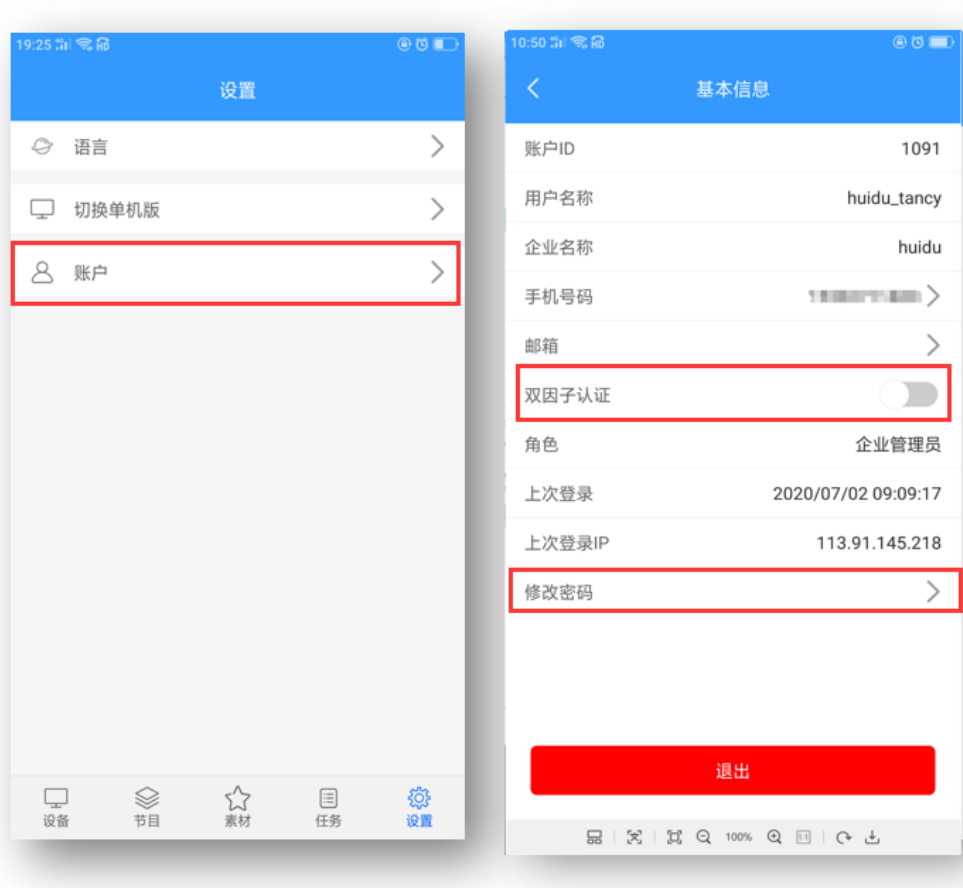 19:25
设置
语言
切换单机版
账户
设备
节目
素材
任务
设置
10:50
基本信息
账户ID 1091
用户名称 huidu_tancy
企业名称 huidu
手机号码
邮箱
双因子认证
角色 企业管理员
上次登录 2020/07/02 09:09:17
上次登录IP 113.91.145.218
修改密码
退出
100%
1:1